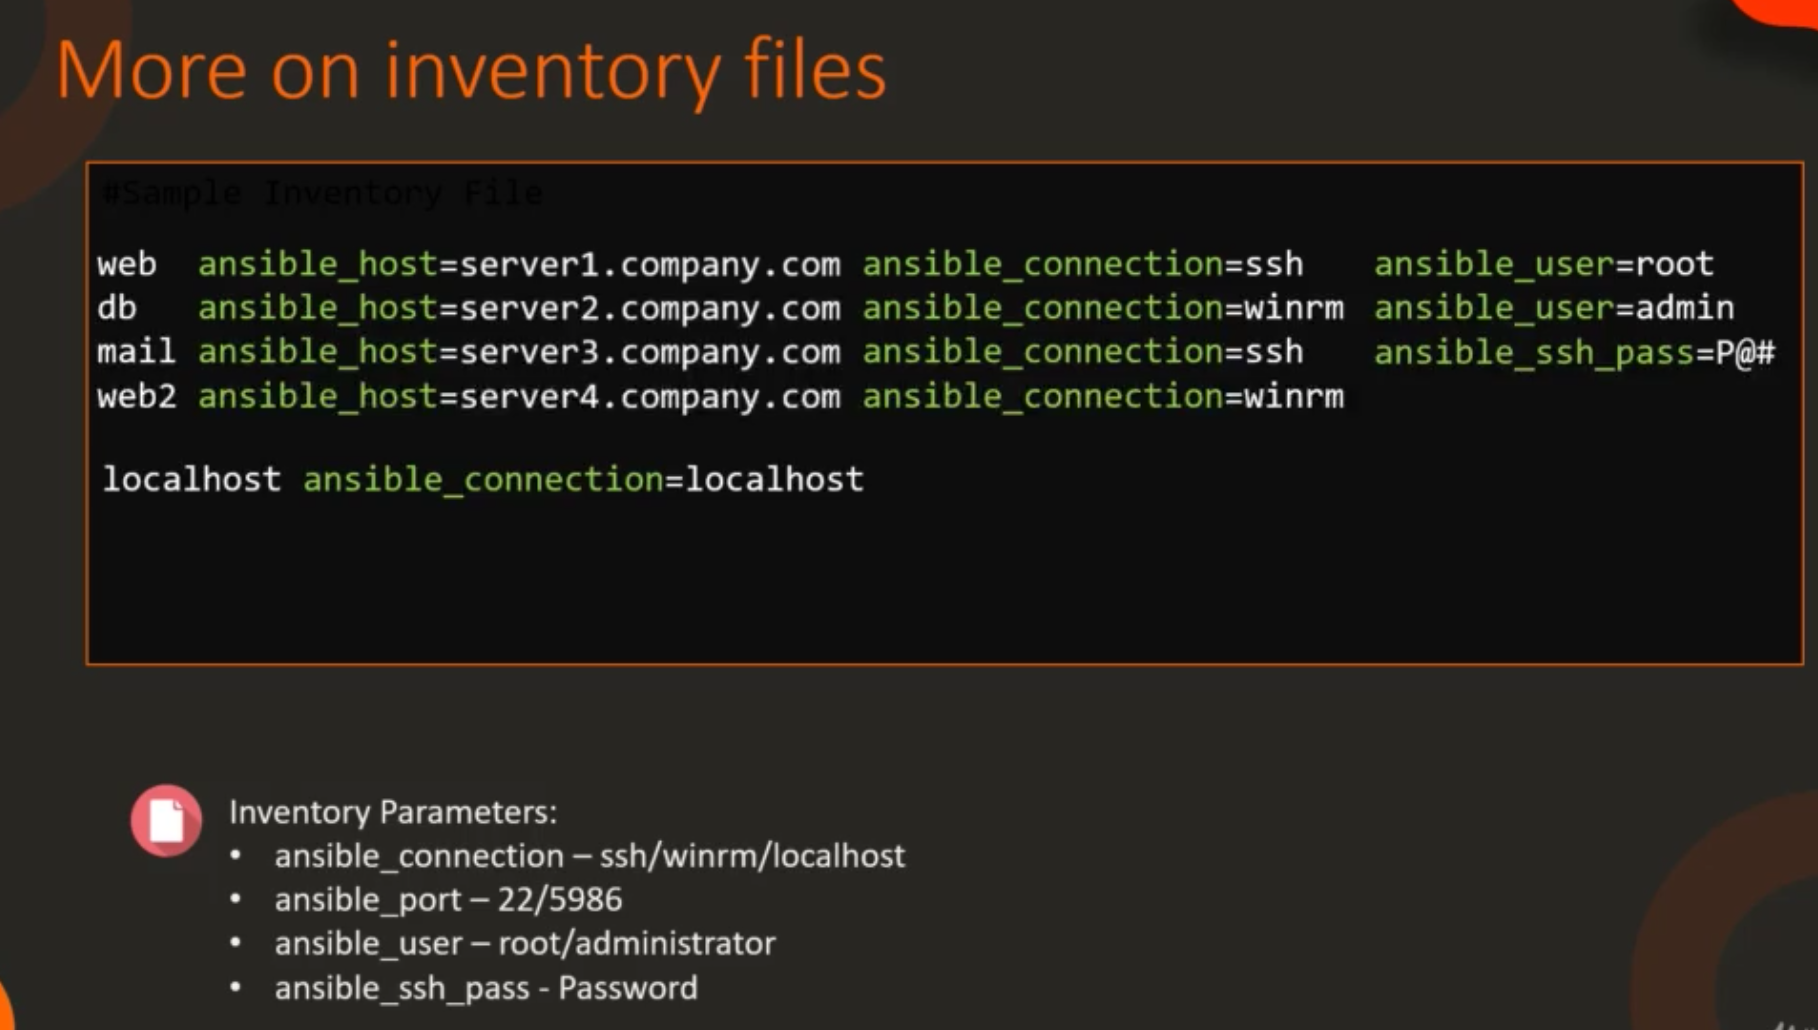 More on inventory files
#Sample Inventory File
web ansible_host=server1.company.com ansible_connection=ssh ansible_user=root
db ansible_host=server2.company.com ansible_connection=winrm ansible_user=admin
mail ansible_host=server3.company.com ansible_connection=ssh ansible_ssh_pass=P@#
web2 ansible_host=server4.company.com ansible_connection=winrm
localhost ansible_connection=localhost
Inventory Parameters:
• ansible_connection – ssh/winrm/localhost
• ansible_port – 22/5986
• ansible_user – root/administrator
• ansible_ssh_pass - Password